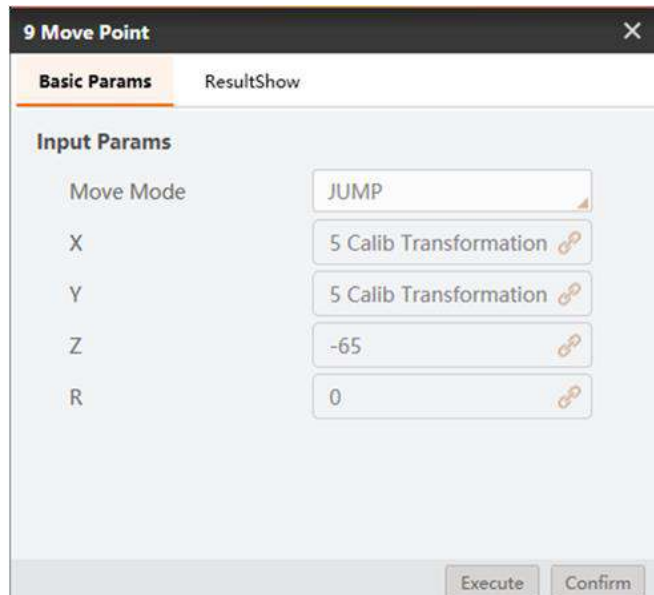 9 Move Point
Basic Params ResultShow
Input Params
Move Mode JUMP
X 5 Calib Transformation
Y 5 Calib Transformation
Z -65
R 0
Execute Confirm